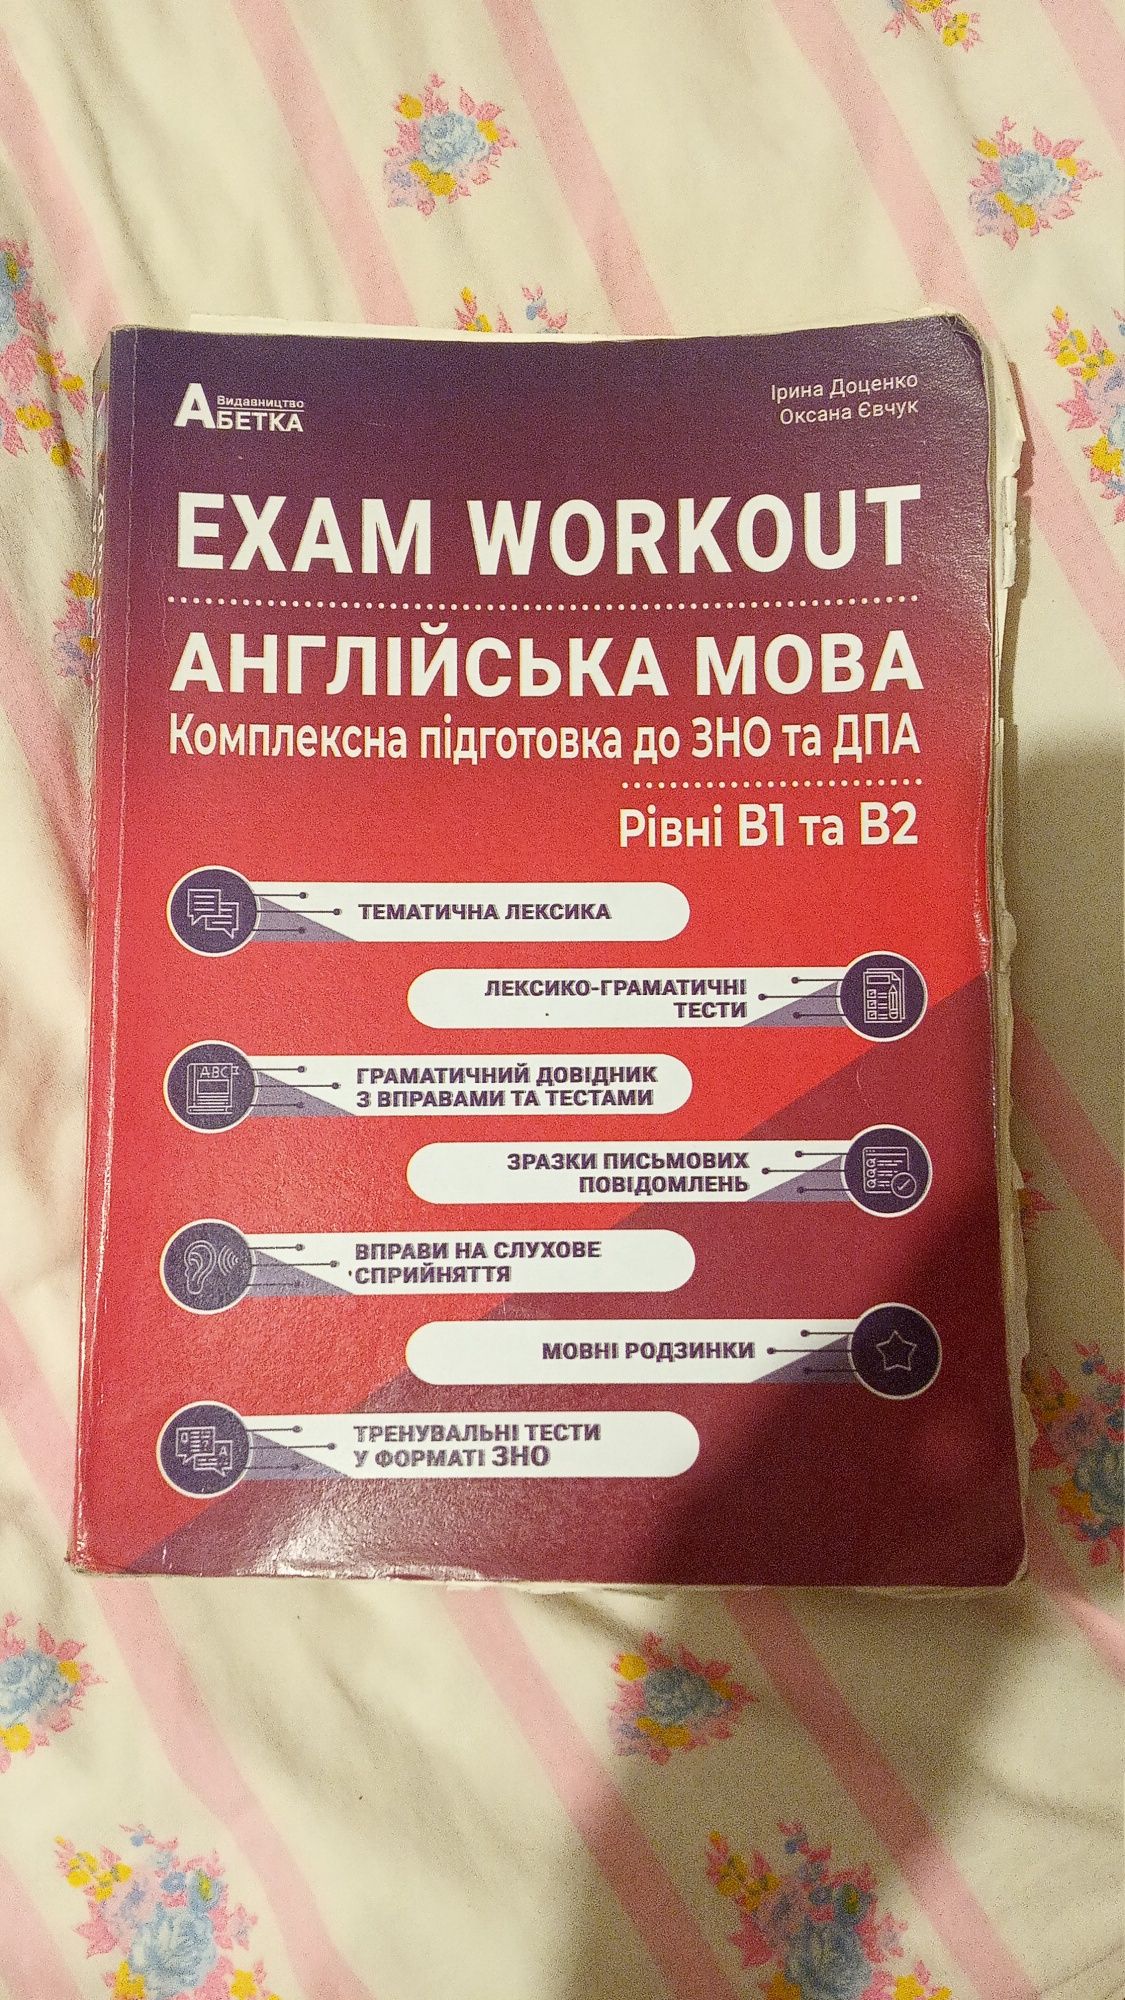 Видавництво
АБЕТКА
Ірина Доценко
Оксана Євчук
EXAM WORKOUT
АНГЛІЙСЬКА МОВА
Комплексна підготовка до ЗНО та ДПА
Рівні В1 та В2
ТЕМАТИЧНА ЛЕКСИКА
ЛЕКСИКО-ГРАМАТИЧНІ
ТЕСТИ
ABC
ГРАМАТИЧНИЙ ДОВІДНИК
З ВПРАВАМИ ТА ТЕСТАМИ
ЗРАЗКИ ПИСЬМОВИХ
ПОВІДОМЛЕНЬ
ВПРАВИ НА СЛУХОВЕ
СПРИЙНЯТТЯ
МОВНІ РОДЗИНКИ
ТРЕНУВАЛЬНІ ТЕСТИ
У ФОРМАТІ ЗНО